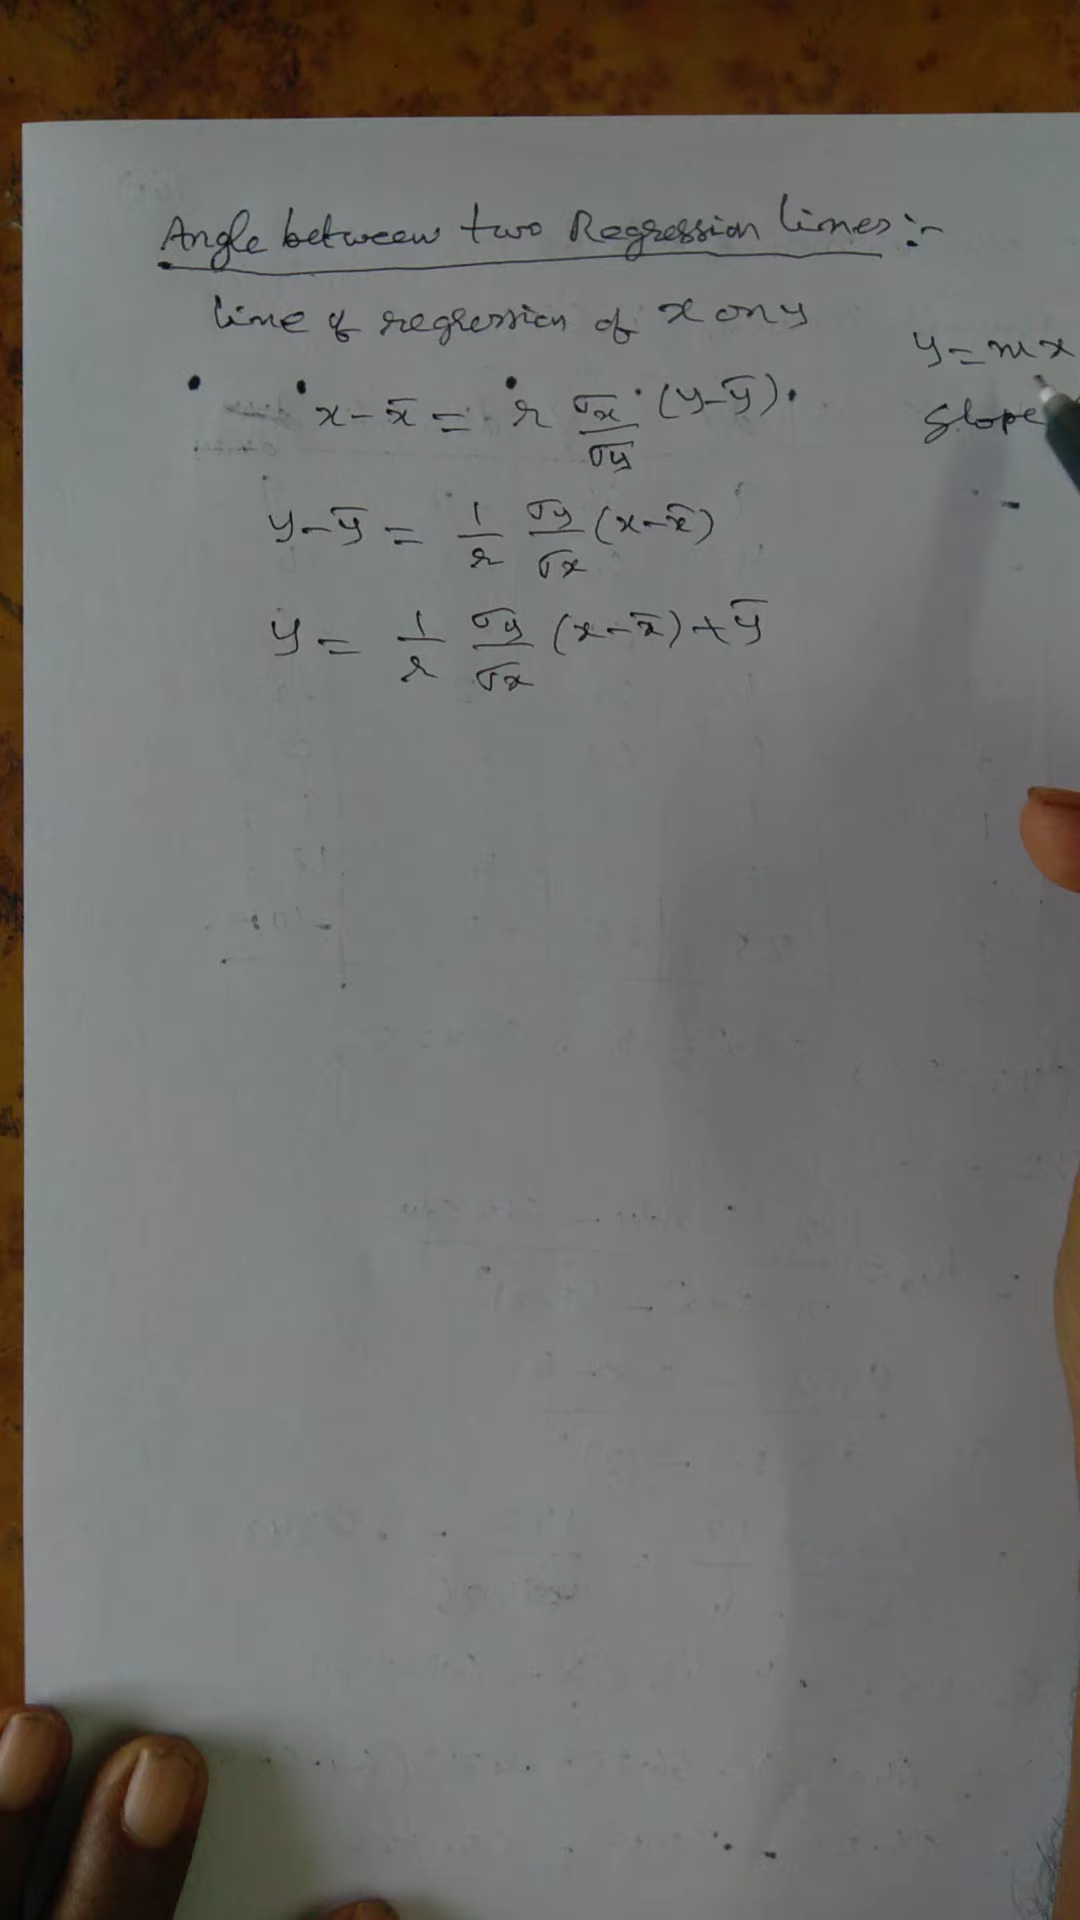 Angle between two Regression lines :-
line of regression of x on y
x - x̄ = r σx/σy (y - ȳ)
y - ȳ = 1/r σy/σx (x - x̄)
y = 1/r σy/σx (x - x̄) + ȳ
y = mx
Slope